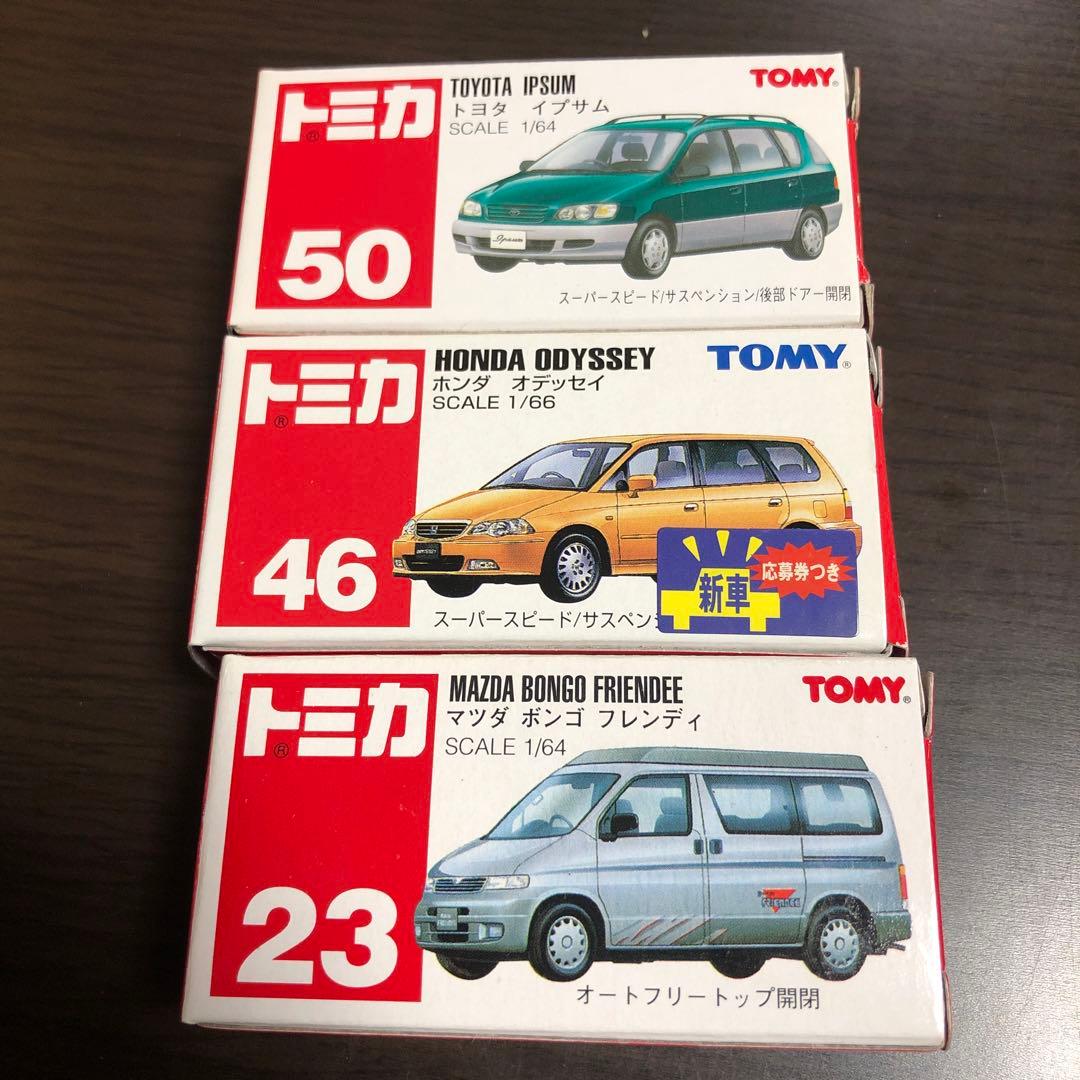 トミカ®
50
TOYOTA IPSUM
トヨタ イプサム
SCALE 1/64
TOMY®
Ipsum
スーパースピード/サスペンション/後部ドアー開閉
トミカ®
46
HONDA ODYSSEY
ホンダ オデッセイ
SCALE 1/66
TOMY®
ODYSSEY
スーパースピード/サスペン
新車
応募券つき
トミカ®
23
MAZDA BONGO FRIENDEE
マツダ ボンゴ フレンディ
SCALE 1/64
TOMY®
FRIENDEE
オートフリートップ開閉